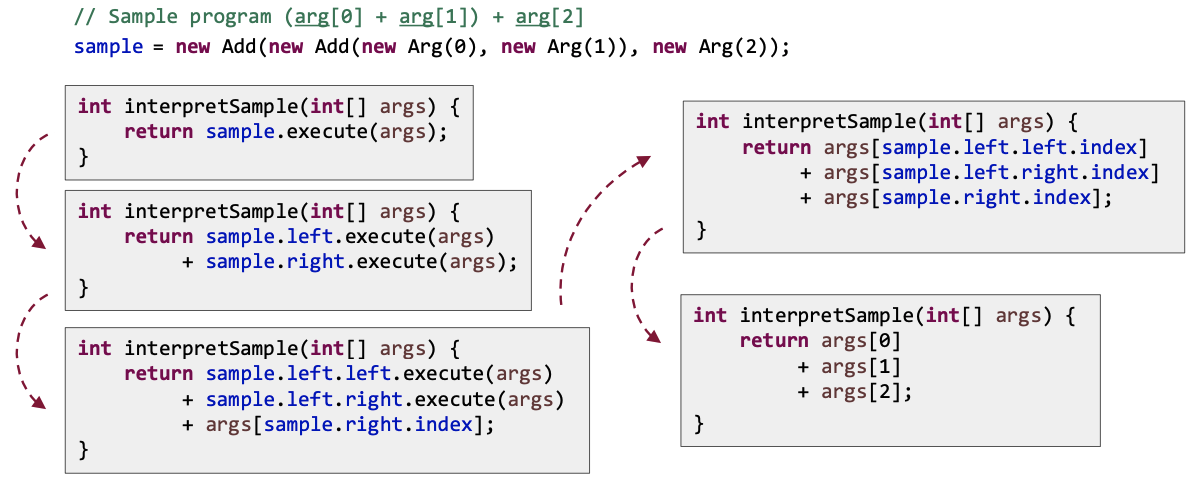 // Sample program (arg[0] + arg[1]) + arg[2]
sample = new Add(new Add(new Arg(0), new Arg(1)), new Arg(2));
int interpretSample(int[] args) {
return sample.execute(args);
}
int interpretSample(int[] args) {
return sample.left.execute(args)
+ sample.right.execute(args);
}
int interpretSample(int[] args) {
return sample.left.left.execute(args)
+ sample.left.right.execute(args)
+ args[sample.right.index];
}
int interpretSample(int[] args) {
return args[sample.left.left.index]
+ args[sample.left.right.index]
+ args[sample.right.index];
}
int interpretSample(int[] args) {
return args[0]
+ args[1]
+ args[2];
}